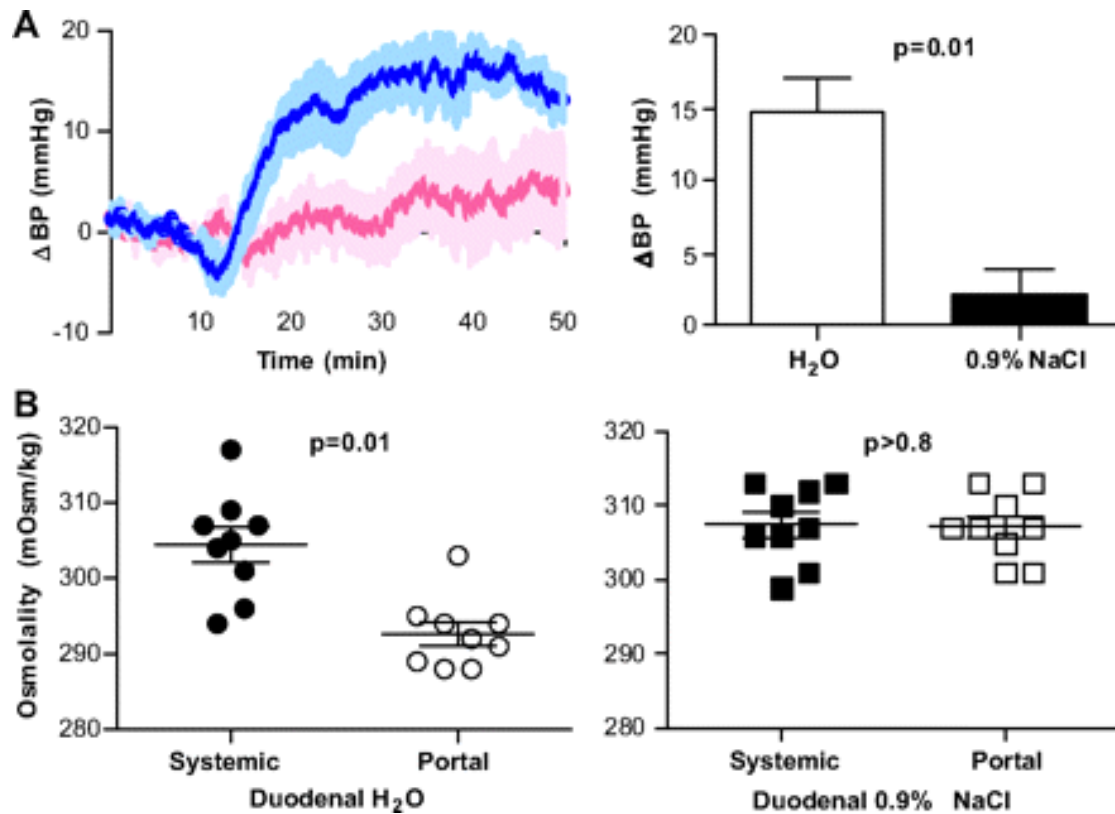 A
20
10
0
-10
ΔBP (mmHg)
10 20 30 40 50
Time (min)
20
15
10
5
0
ΔBP (mmHg)
p=0.01
H₂O 0.9% NaCl
B
320
310
300
290
280
Osmolality (mOsm/kg)
p=0.01
Systemic Portal
Duodenal H₂O
320
310
300
290
280
p>0.8
Systemic Portal
Duodenal 0.9% NaCl